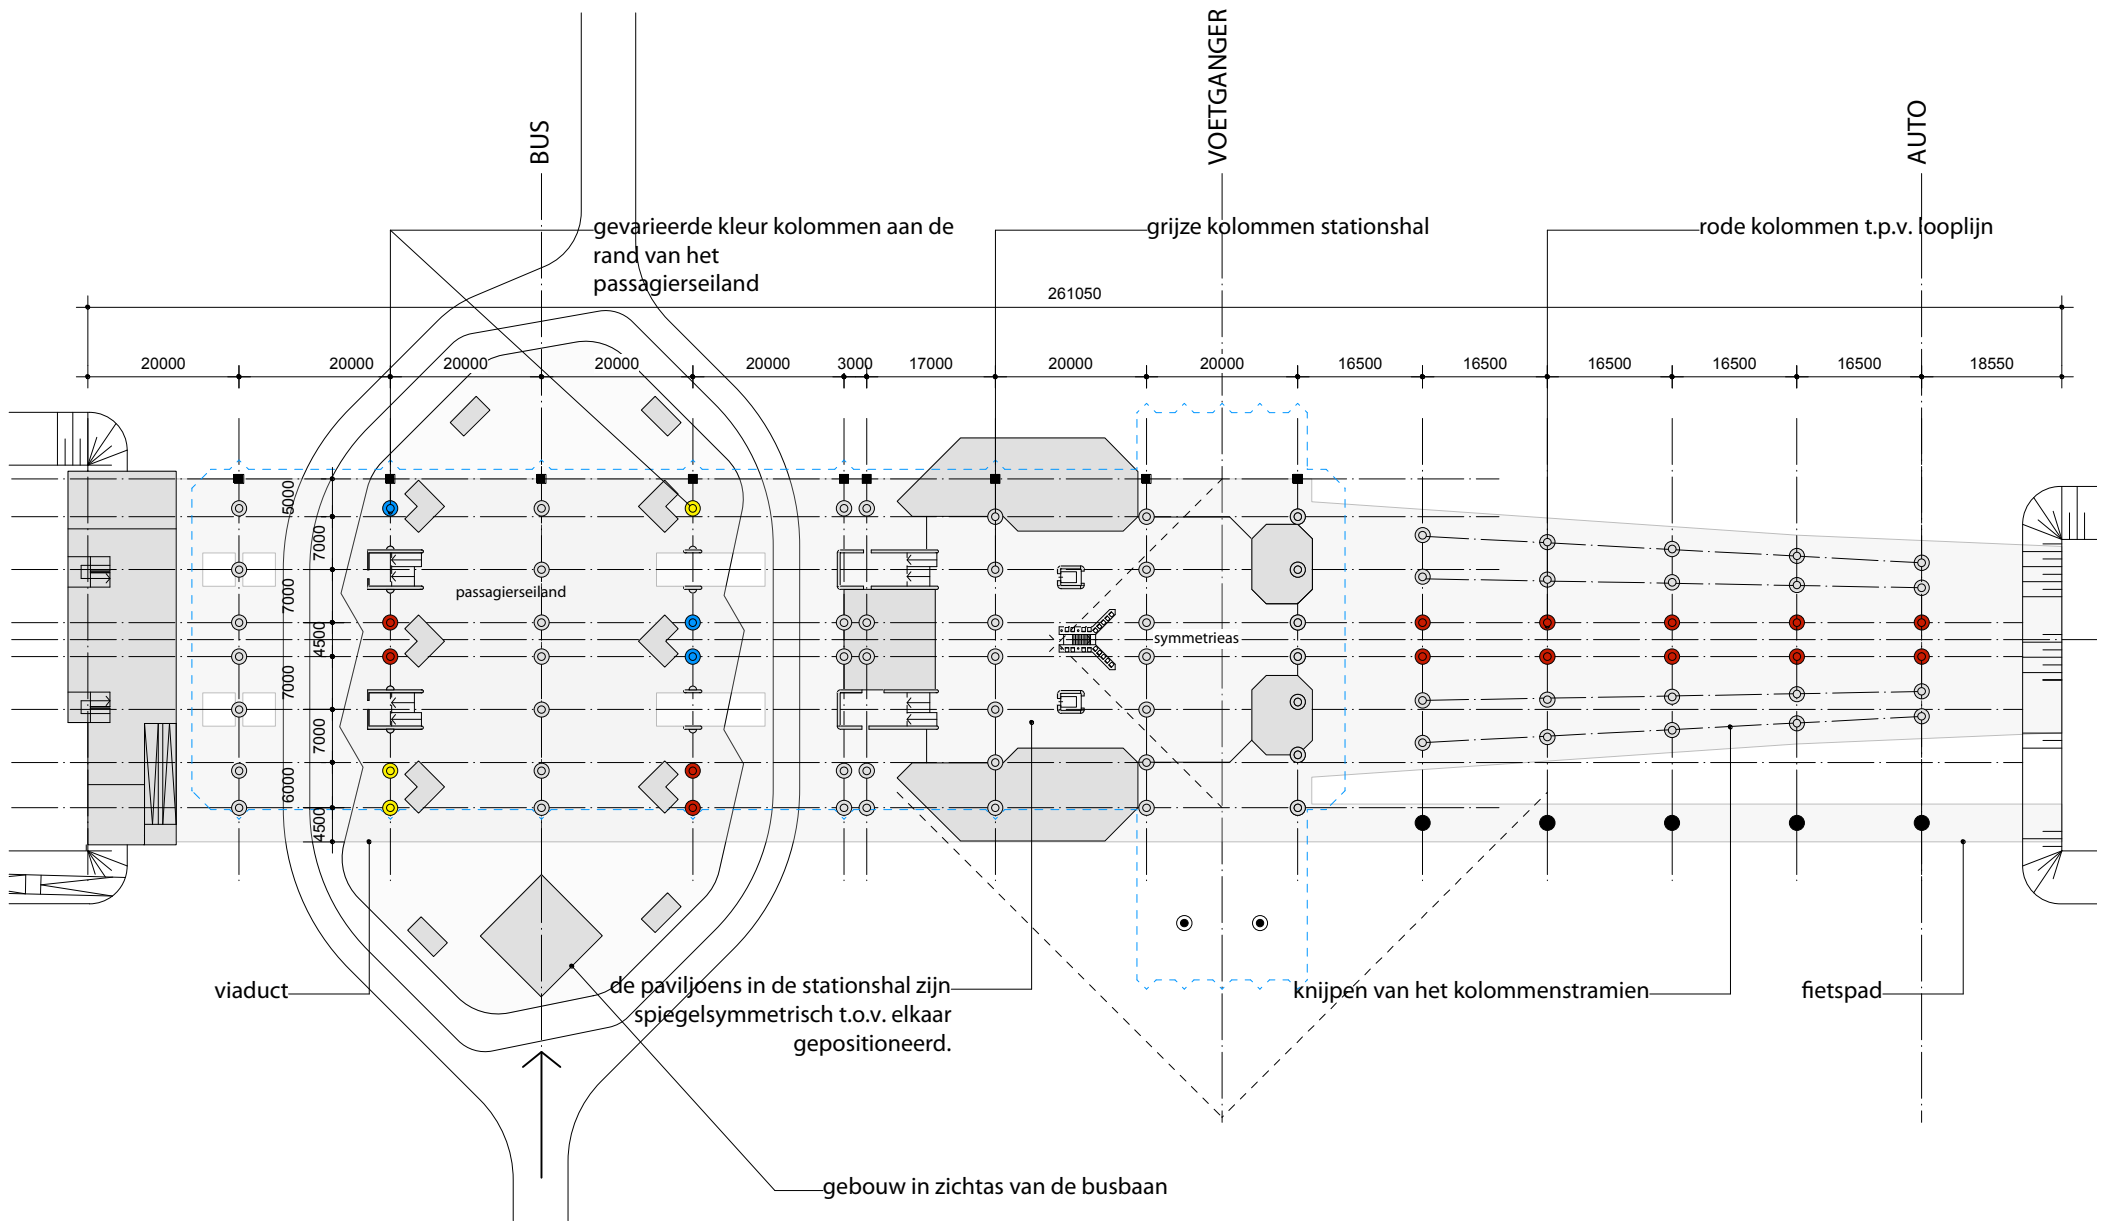 BUS
VOETGANGER
AUTO
gevarieerde kleur kolommen aan de
rand van het
passagierseiland
grijze kolommen stationshal
rode kolommen t.p.v. looplijn
261050
20000
20000
20000
20000
20000
3000
17000
20000
20000
16500
16500
16500
16500
16500
18550
5000
7000
7000
4500
7000
7000
6000
4500
passagierseiland
symmetrieas
viaduct
de paviljoens in de stationshal zijn
spiegelsymmetrisch t.o.v. elkaar
gepositioneerd.
knijpen van het kolommenstramien
fietspad
gebouw in zichtas van de busbaan